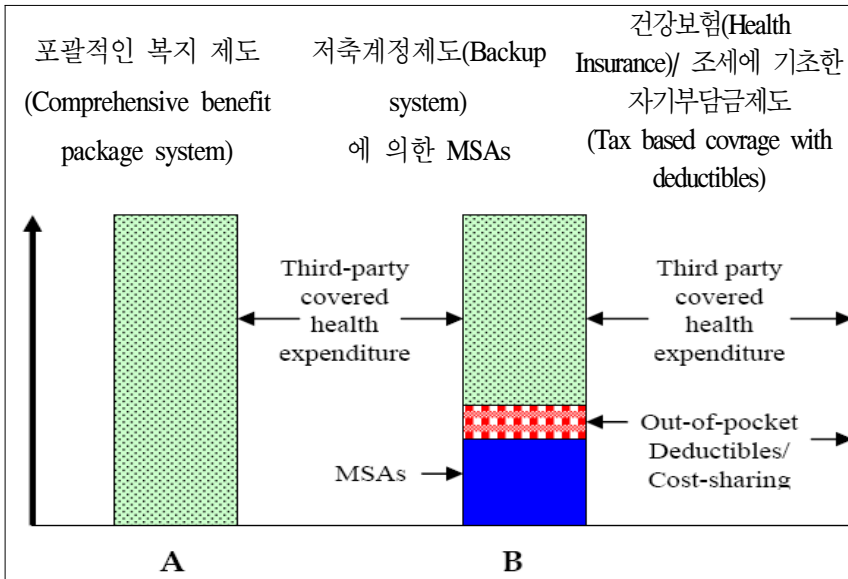 포괄적인 복지 제도
(Comprehensive benefit
package system)
저축계정제도(Backup
system)
에 의한 MSAs
건강보험(Health
Insurance)/ 조세에 기초한
자기부담금제도
(Tax based covrage with
deductibles)
Third-party
covered
health
expenditure
Third party
covered
health
expenditure
MSAs
Out-of-pocket
Deductibles/
Cost-sharing
A
B